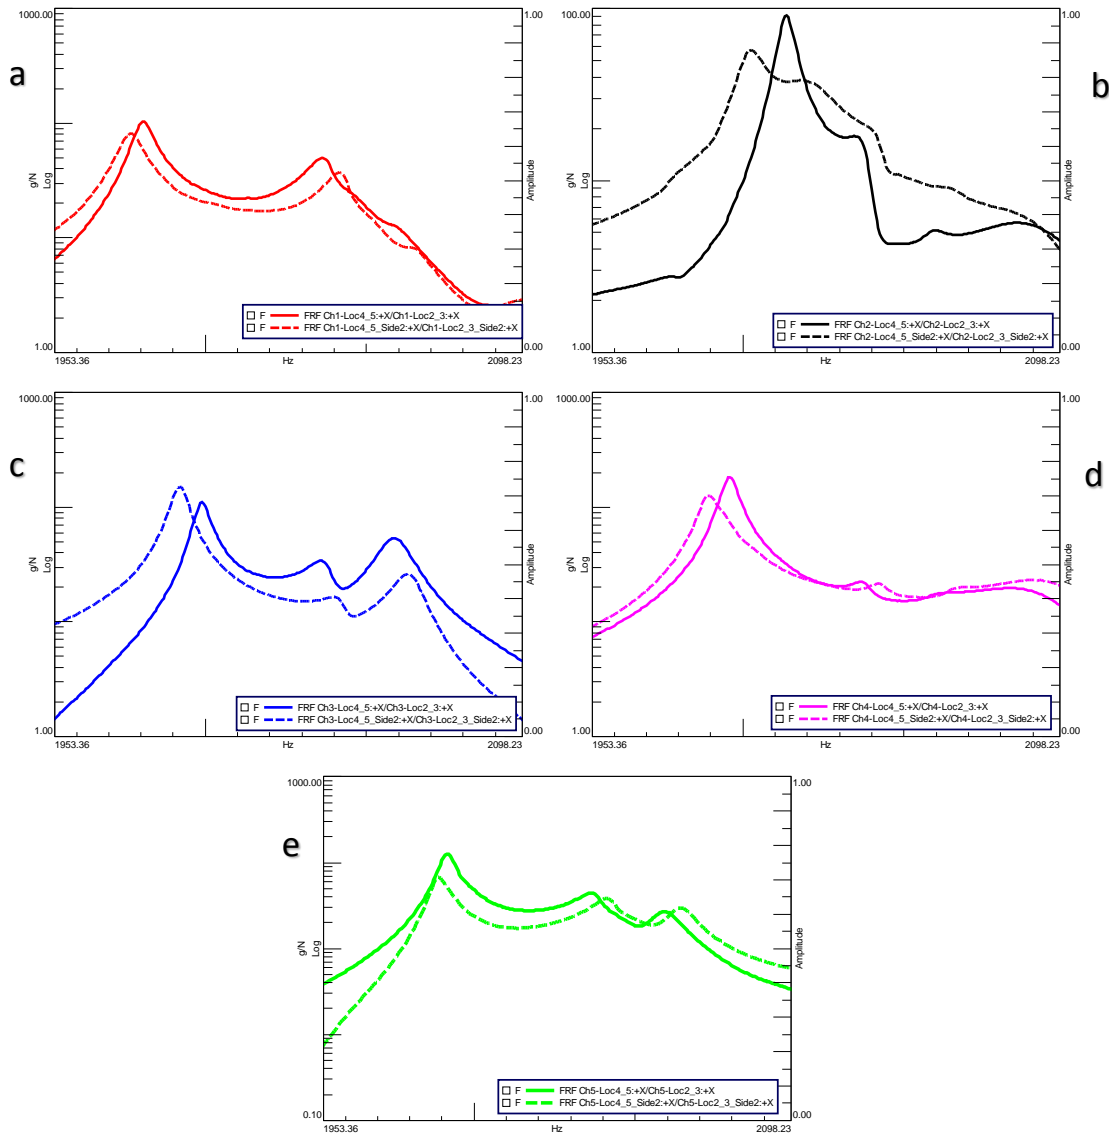 a
1000.00
1.00
g/N
Log
Amplitude
F FRF Ch1-Loc4_5:+X/Ch1-Loc2_3:+X
F FRF Ch1-Loc4_5_Side2:+X/Ch1-Loc2_3_Side2:+X
1.00
0.00
1953.36
Hz
2098.23
b
100.00
1.00
g/N
Log
Amplitude
F FRF Ch2-Loc4_5:+X/Ch2-Loc2_3:+X
F FRF Ch2-Loc4_5_Side2:+X/Ch2-Loc2_3_Side2:+X
1.00
0.00
1953.36
Hz
2098.23
c
1000.00
1.00
g/N
Log
Amplitude
F FRF Ch3-Loc4_5:+X/Ch3-Loc2_3:+X
F FRF Ch3-Loc4_5_Side2:+X/Ch3-Loc2_3_Side2:+X
1.00
0.00
1953.36
Hz
2098.23
d
1000.00
1.00
g/N
Log
Amplitude
F FRF Ch4-Loc4_5:+X/Ch4-Loc2_3:+X
F FRF Ch4-Loc4_5_Side2:+X/Ch4-Loc2_3_Side2:+X
1.00
0.00
1953.36
Hz
2098.23
e
1000.00
1.00
g/N
Log
Amplitude
F FRF Ch5-Loc4_5:+X/Ch5-Loc2_3:+X
F FRF Ch5-Loc4_5_Side2:+X/Ch5-Loc2_3_Side2:+X
0.10
0.00
1953.36
Hz
2098.23